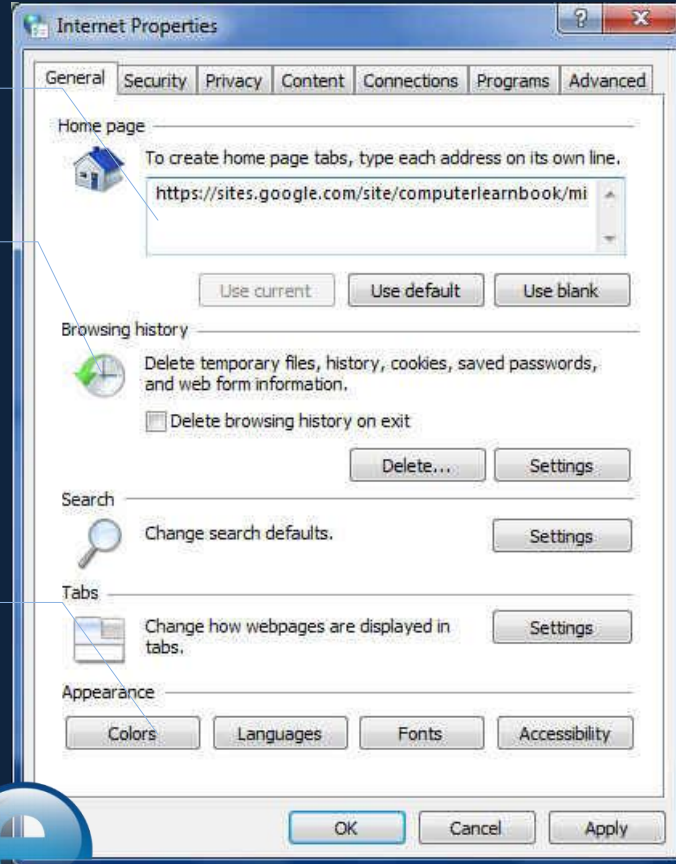 Internet Properties
General Security Privacy Content Connections Programs Advanced
Home page
To create home page tabs, type each address on its own line.
https://sites.google.com/site/computerlearnbook/mi
Use current Use default Use blank
Browsing history
Delete temporary files, history, cookies, saved passwords,
and web form information.
Delete browsing history on exit
Delete... Settings
Search
Change search defaults.
Settings
Tabs
Change how webpages are displayed in
tabs.
Settings
Appearance
Colors Languages Fonts Accessibility
OK Cancel Apply